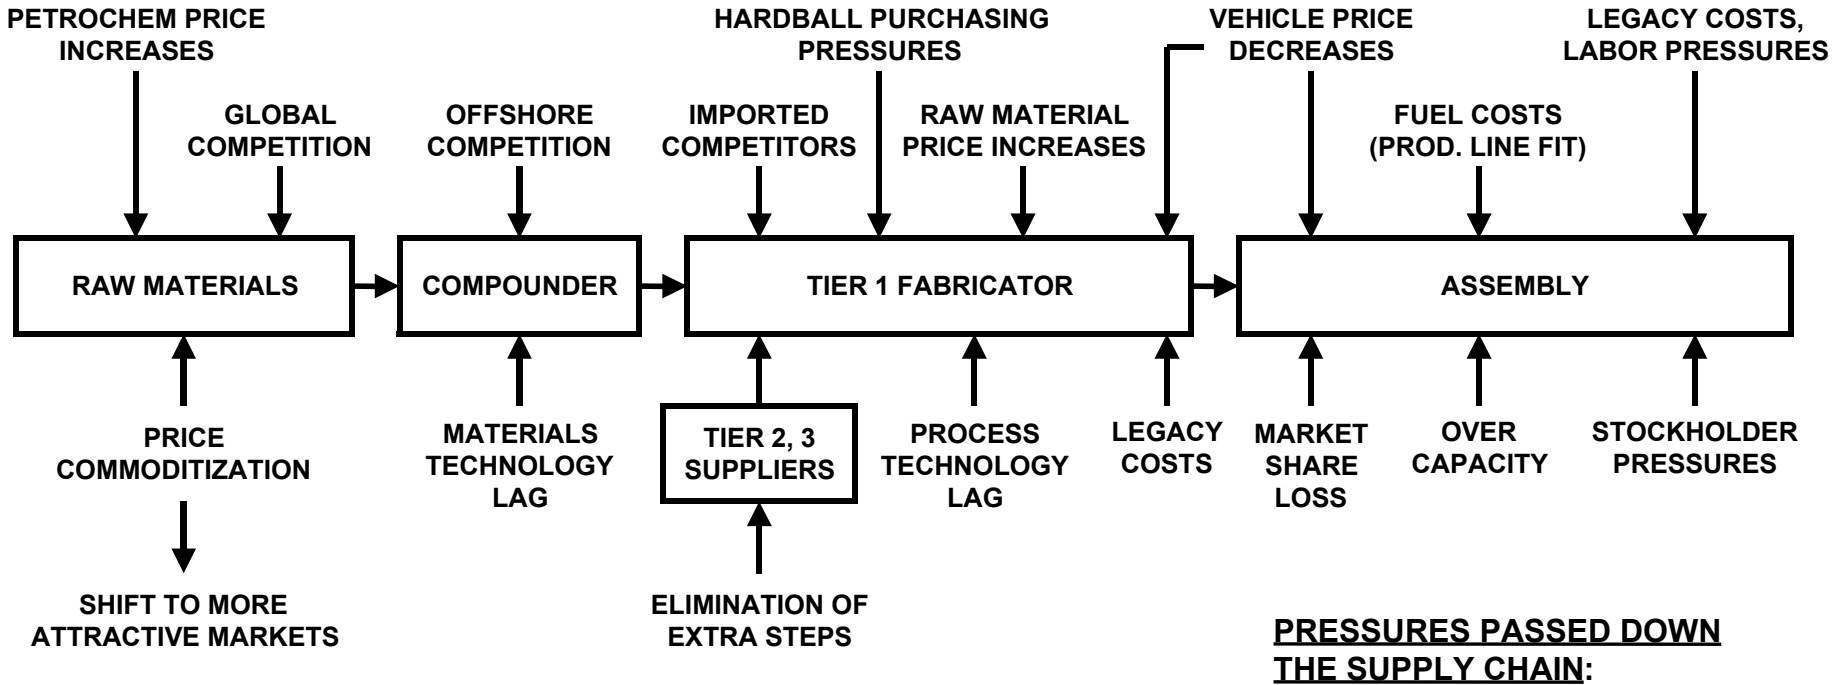 PETROCHEM PRICE
INCREASES
HARDBALL PURCHASING
PRESSURES
VEHICLE PRICE
DECREASES
LEGACY COSTS,
LABOR PRESSURES
GLOBAL
COMPETITION
OFFSHORE
COMPETITION
IMPORTED
COMPETITORS
RAW MATERIAL
PRICE INCREASES
FUEL COSTS
(PROD. LINE FIT)
RAW MATERIALS
COMPOUNDER
TIER 1 FABRICATOR
ASSEMBLY
PRICE
COMMODITIZATION
MATERIALS
TECHNOLOGY
LAG
TIER 2, 3
SUPPLIERS
PROCESS
TECHNOLOGY
LAG
LEGACY
COSTS
MARKET
SHARE
LOSS
OVER
CAPACITY
STOCKHOLDER
PRESSURES
SHIFT TO MORE
ATTRACTIVE MARKETS
ELIMINATION OF
EXTRA STEPS
PRESSURES PASSED DOWN
THE SUPPLY CHAIN: